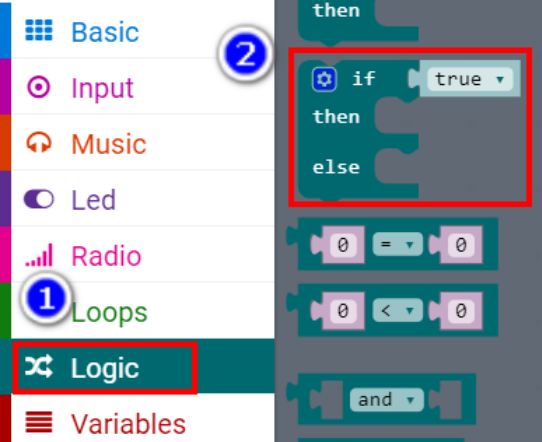 Basic
Input
Music
Led
Radio
1
Loops
Logic
Variables
then
2
if true
then
else
0 = 0
0 < 0
and